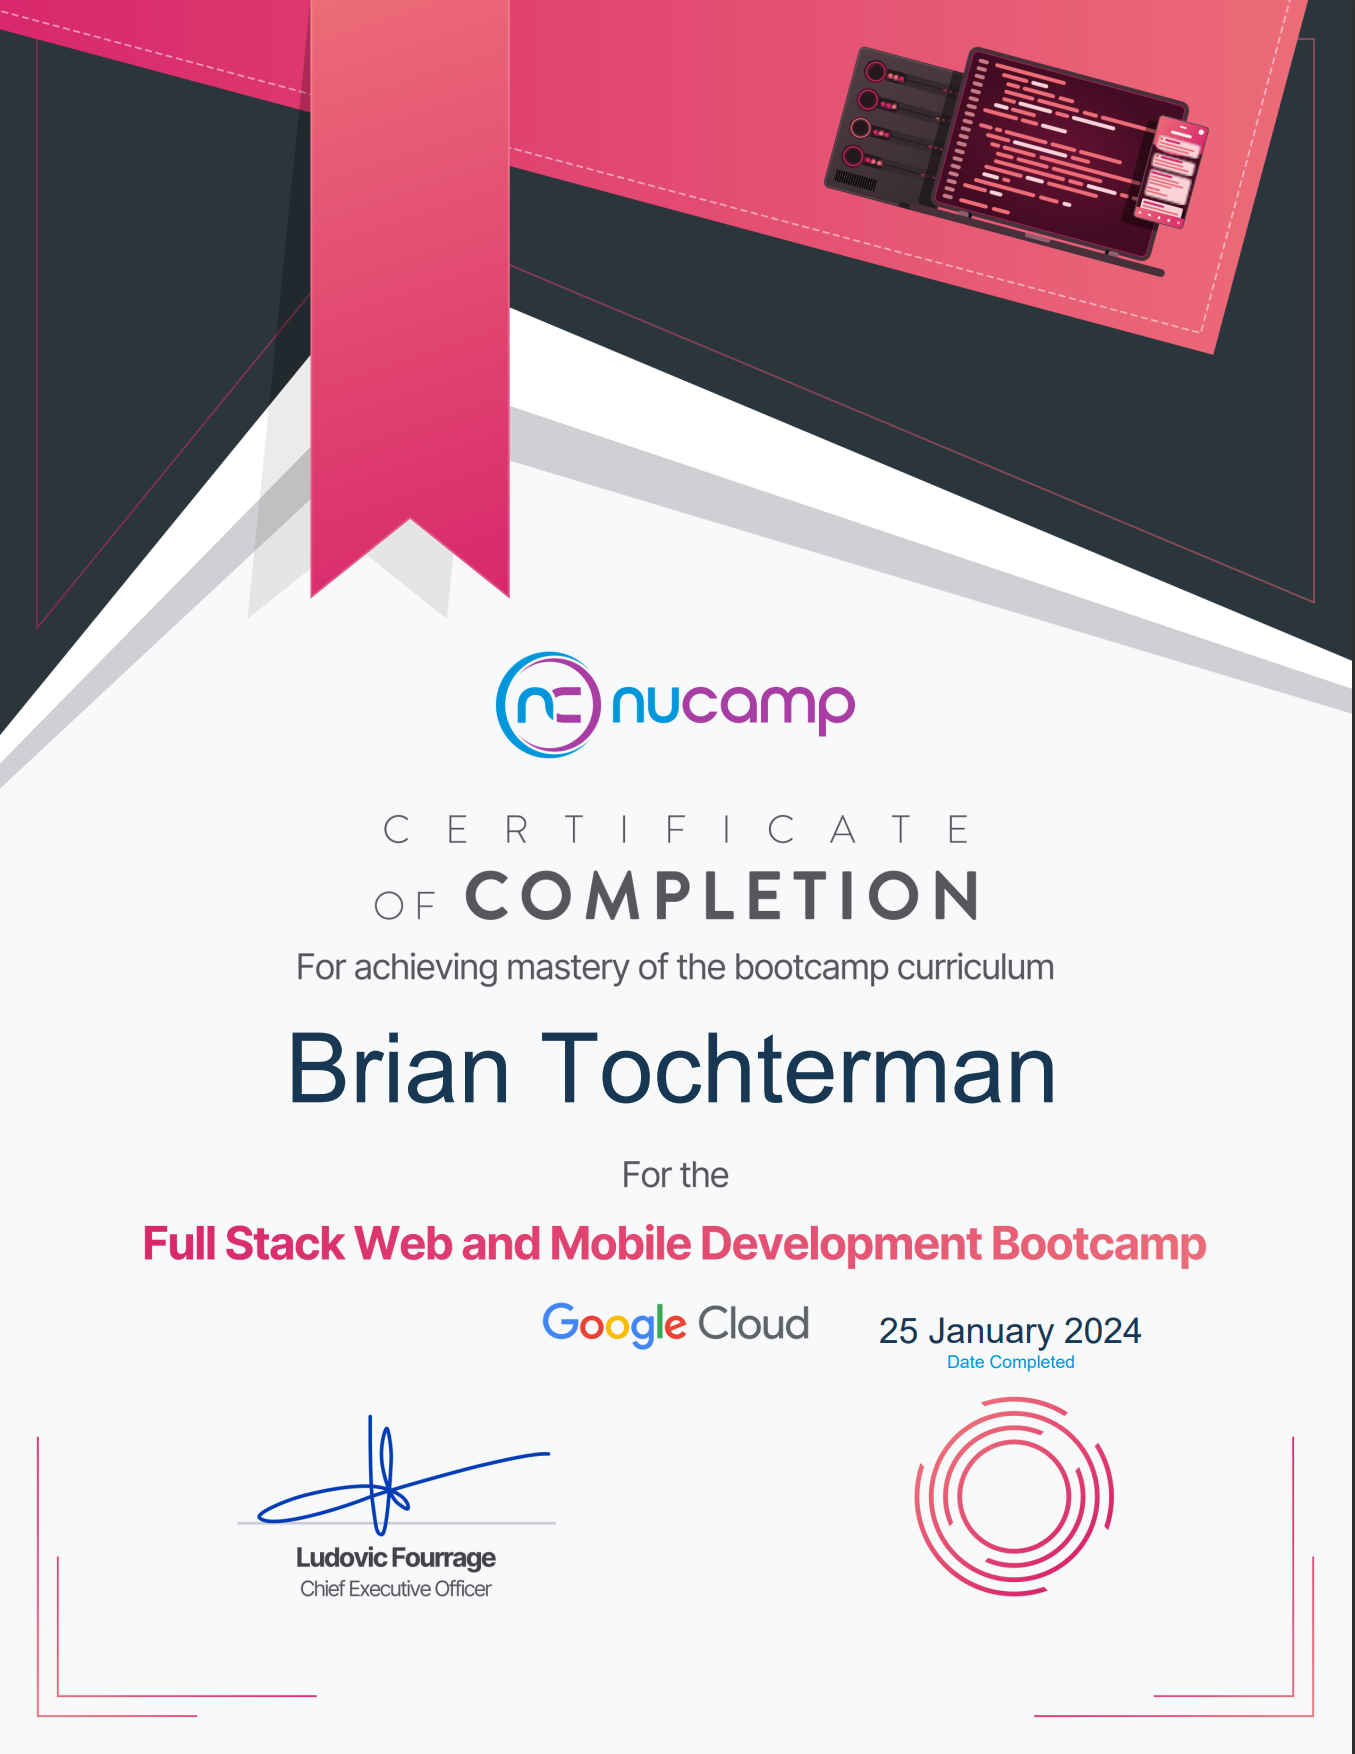 nc nucamp
CERTIFICATE
OF COMPLETION
For achieving mastery of the bootcamp curriculum
Brian Tochterman
For the
Full Stack Web and Mobile Development Bootcamp
Google Cloud
25 January 2024
Date Completed
Ludovic Fourrage
Chief Executive Officer